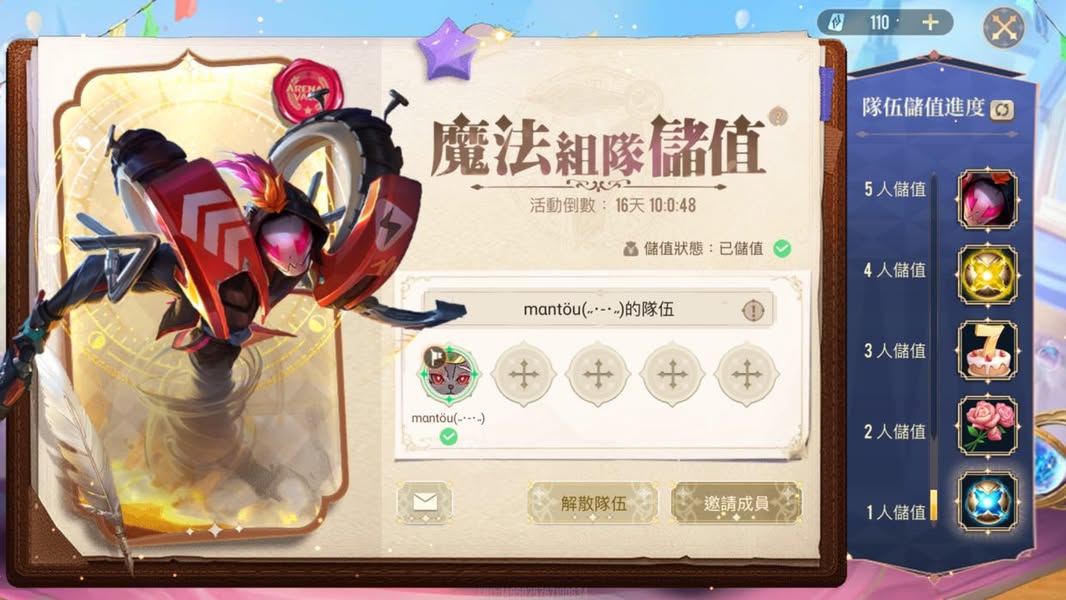 110
ARENA
魔法組隊儲值
活動倒數：16天 10:0:48
儲值狀態：已儲值
mantöu(˶･-･˶)的隊伍
mantöu(˶･-･˶)
解散隊伍
邀請成員
隊伍儲值進度
5人儲值
4人儲值
3人儲值
7
2人儲值
1人儲值